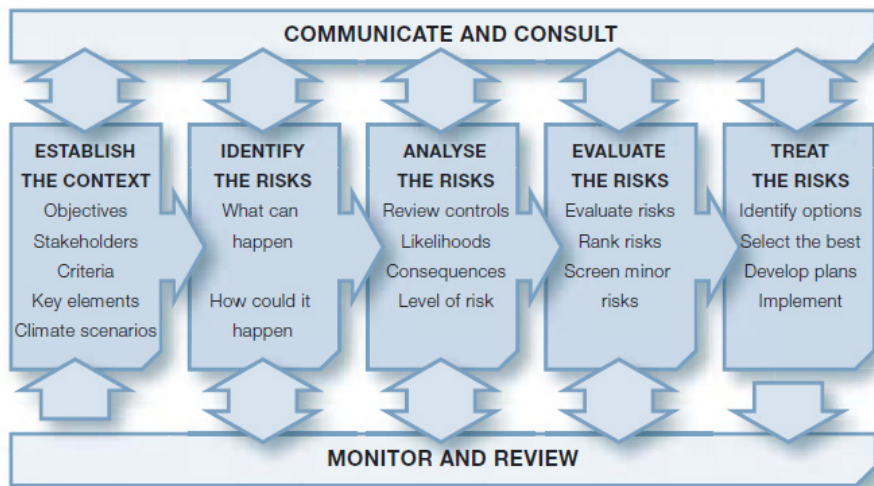 COMMUNICATE AND CONSULT
ESTABLISH
THE CONTEXT
Objectives
Stakeholders
Criteria
Key elements
Climate scenarios
IDENTIFY
THE RISKS
What can
happen
How could it
happen
ANALYSE
THE RISKS
Review controls
Likelihoods
Consequences
Level of risk
EVALUATE
THE RISKS
Evaluate risks
Rank risks
Screen minor
risks
TREAT
THE RISKS
Identify options
Select the best
Develop plans
Implement
MONITOR AND REVIEW